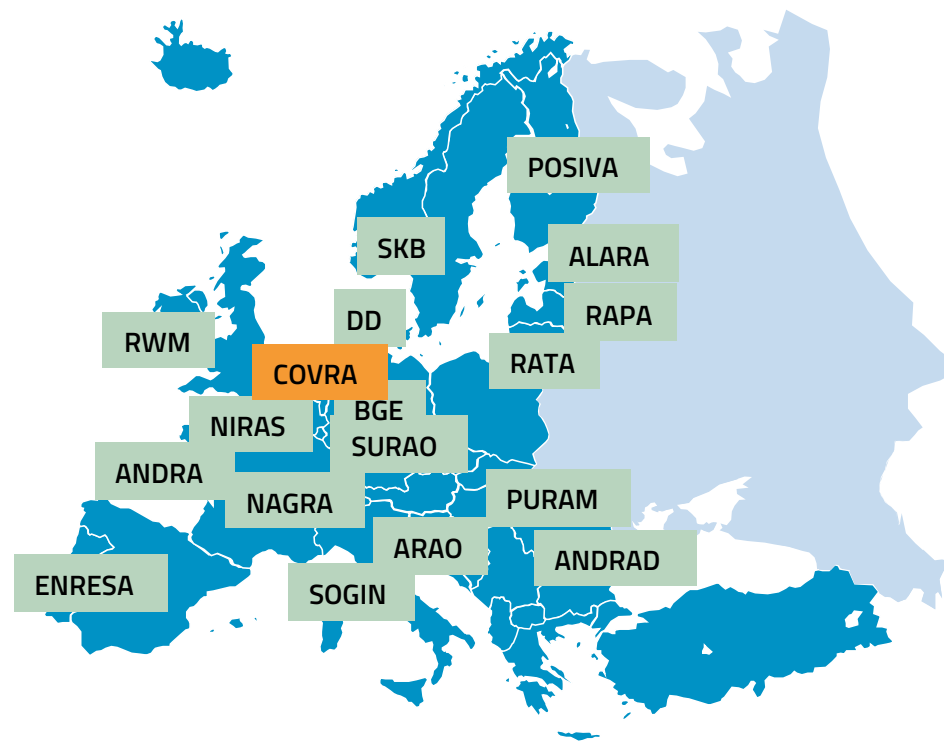 POSIVA
SKB
ALARA
RAPA
DD
RWM
RATA
COVRA
BGE
NIRAS
SURAO
ANDRA
NAGRA
PURAM
ARAO
ANDRAD
ENRESA
SOGIN